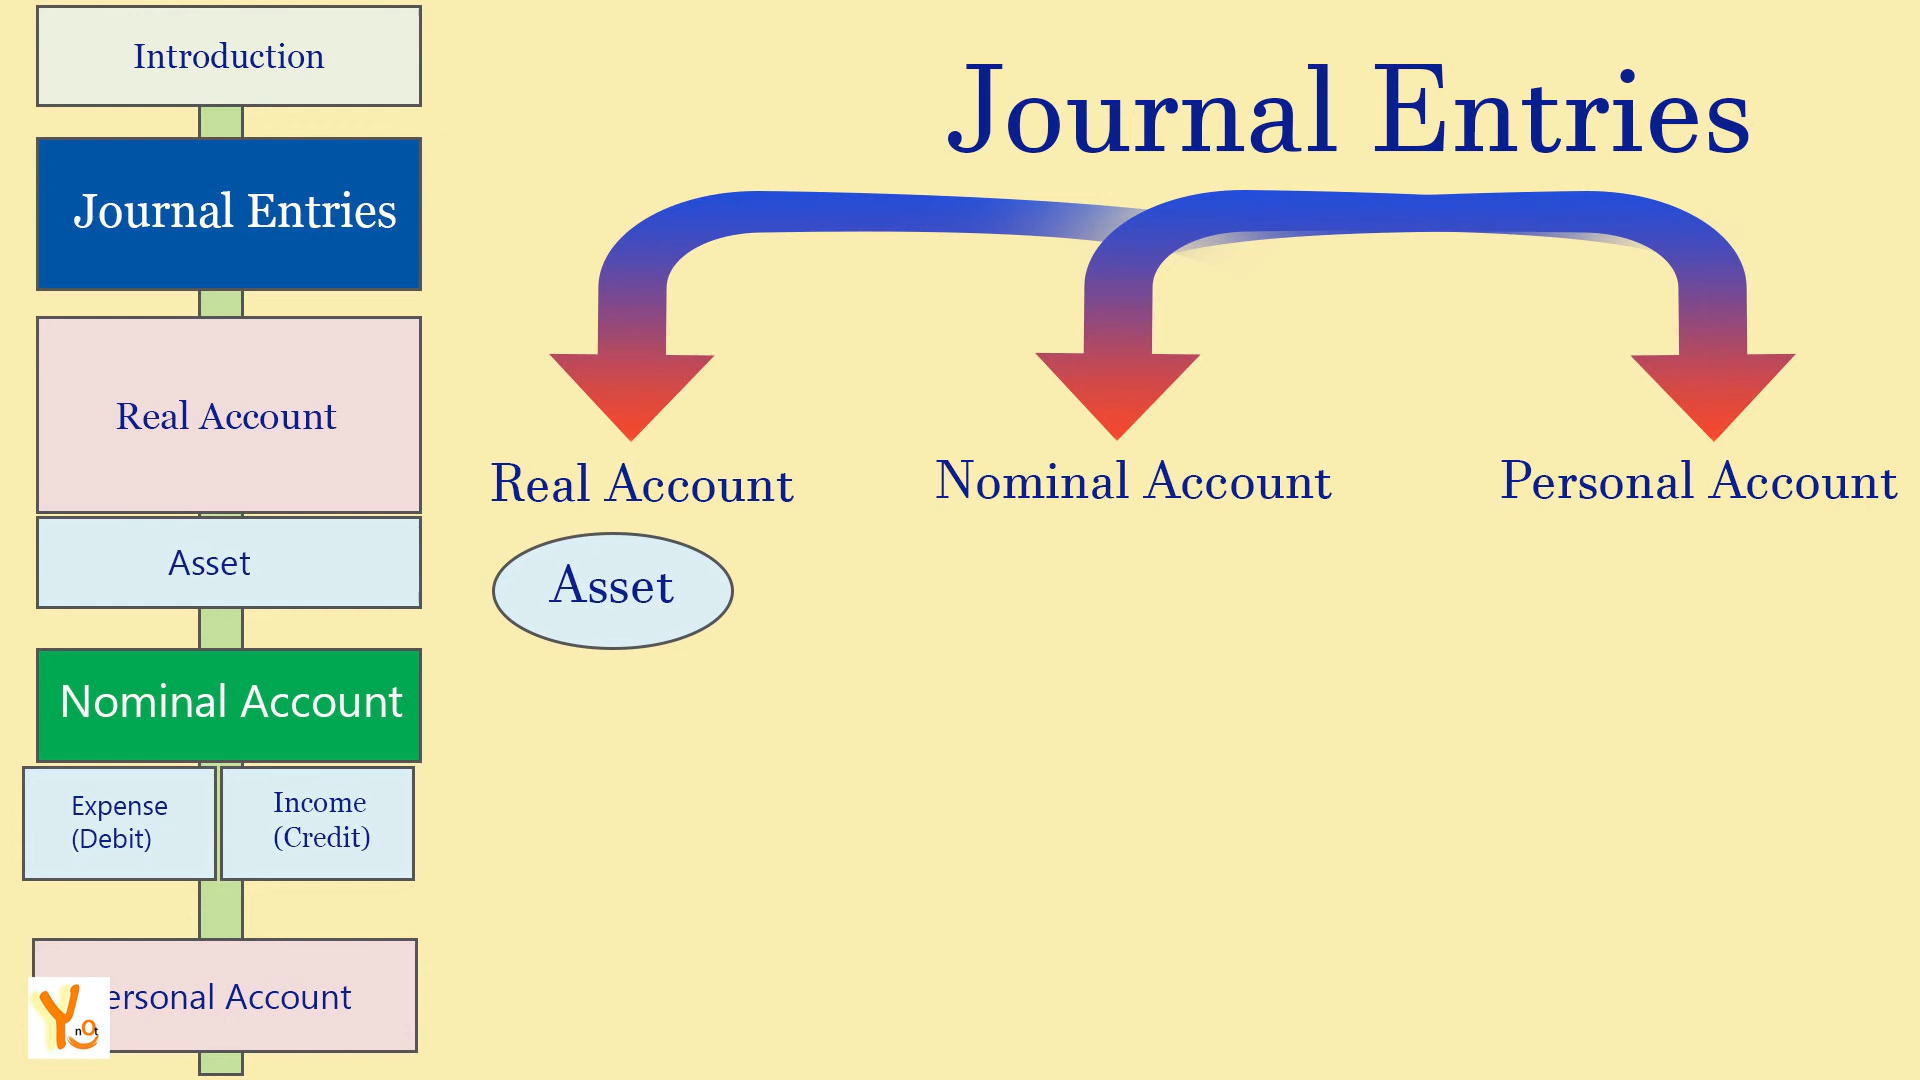 Introduction
Journal Entries
Real Account
Asset
Nominal Account
Expense
(Debit)
Income
(Credit)
ersonal Account
Y nOt
Journal Entries
Real Account
Nominal Account
Personal Account
Asset